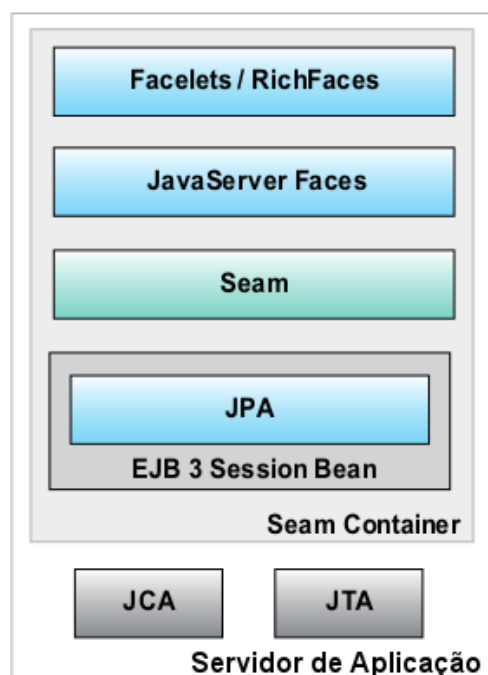 Facelets / RichFaces
JavaServer Faces
Seam
JPA
EJB 3 Session Bean
Seam Container
JCA
JTA
Servidor de Aplicação